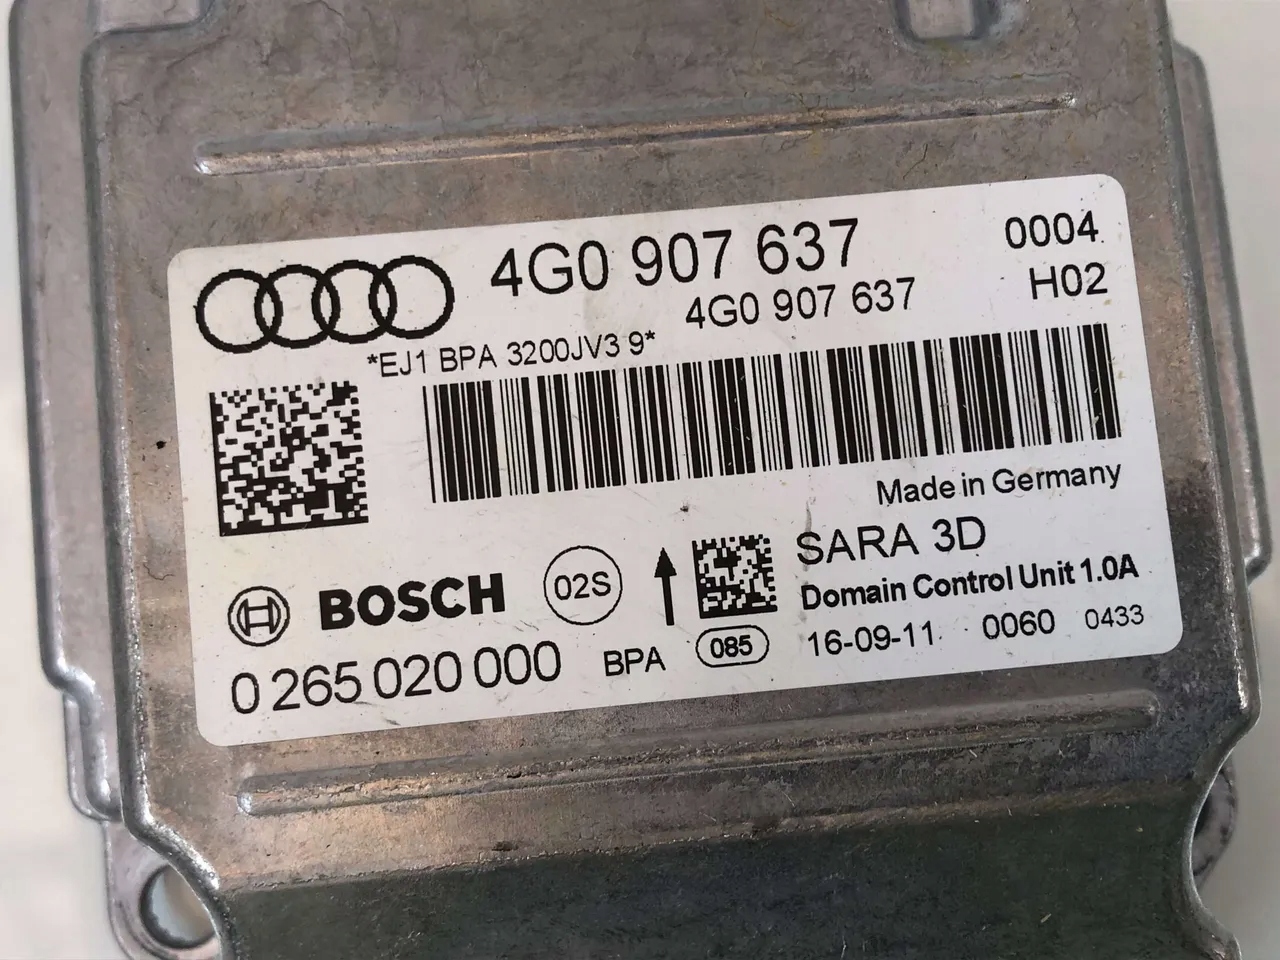 4G0 907 637 0004
4G0 907 637 H02
*EJ1 BPA 3200JV3 9*
Made in Germany
SARA 3D
Domain Control Unit 1.0A
BOSCH 02S
0 265 020 000 BPA 085 16-09-11 0060 0433